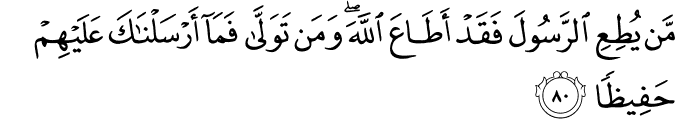 مَّن يُطِعِ ٱلرَّسُولَ فَقَدْ أَطَاعَ ٱللَّهَ ۖ وَمَن تَوَلَّىٰ فَمَآ أَرْسَلْنَٰكَ عَلَيْهِمْ
حَفِيظًا ٨٠